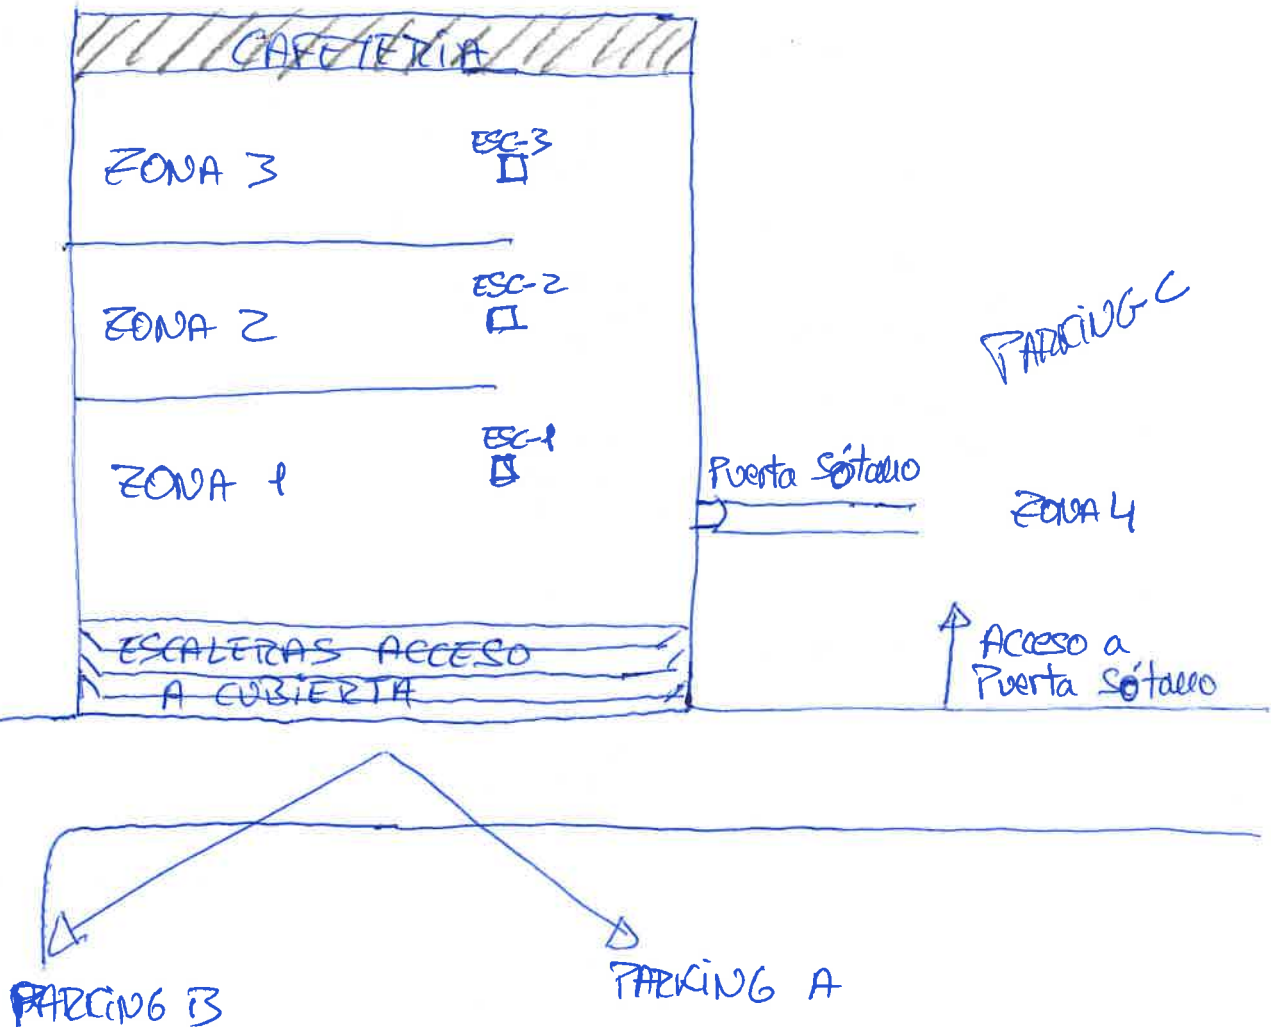 CAFETERIA
ESC-3
ZONA 3
ESC-2
ZONA 2
PARKING C
ESC-1
ZONA 1
Puerta Sótano
ZONA 4
ESCALERAS ACCESO
A CUBIERTA
Acceso a
Puerta Sótano
PARKING A
PARKING B